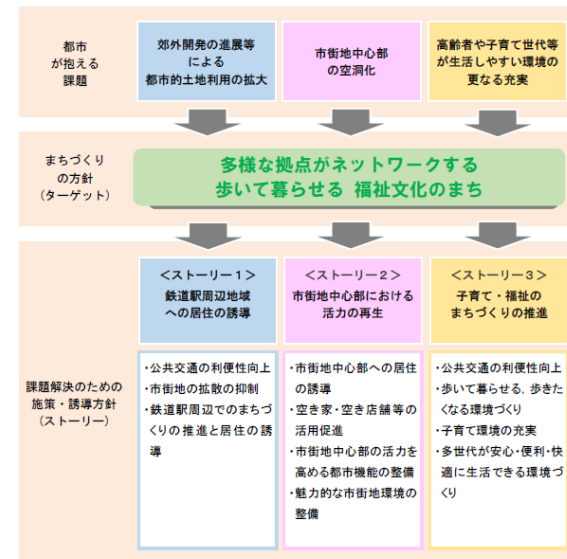 都市
が抱える
課題
郊外開発の進展等
による
都市的土地利用の拡大
市街地中心部
の空洞化
高齢者や子育て世代等
が生活しやすい環境の
更なる充実
まちづくり
の方針
（ターゲット）
多様な拠点がネットワークする
歩いて暮らせる 福祉文化のまち
課題解決のための
施策・誘導方針
（ストーリー）
＜ストーリー１＞
鉄道駅周辺地域
への居住の誘導
・公共交通の利便性向上
・市街地の拡散の抑制
・鉄道駅周辺でのまちづ
くりの推進と居住の誘
導
＜ストーリー２＞
市街地中心部における
活力の再生
・市街地中心部への居住
の誘導
・空き家・空き店舗等の
活用促進
・市街地中心部の活力を
高める都市機能の整備
・魅力的な市街地環境の
整備
＜ストーリー３＞
子育て・福祉の
まちづくりの推進
・公共交通の利便性向上
・歩いて暮らせる，歩きた
くなる環境づくり
・子育て環境の充実
・多世代が安心・便利・快
適に生活できる環境づ
くり